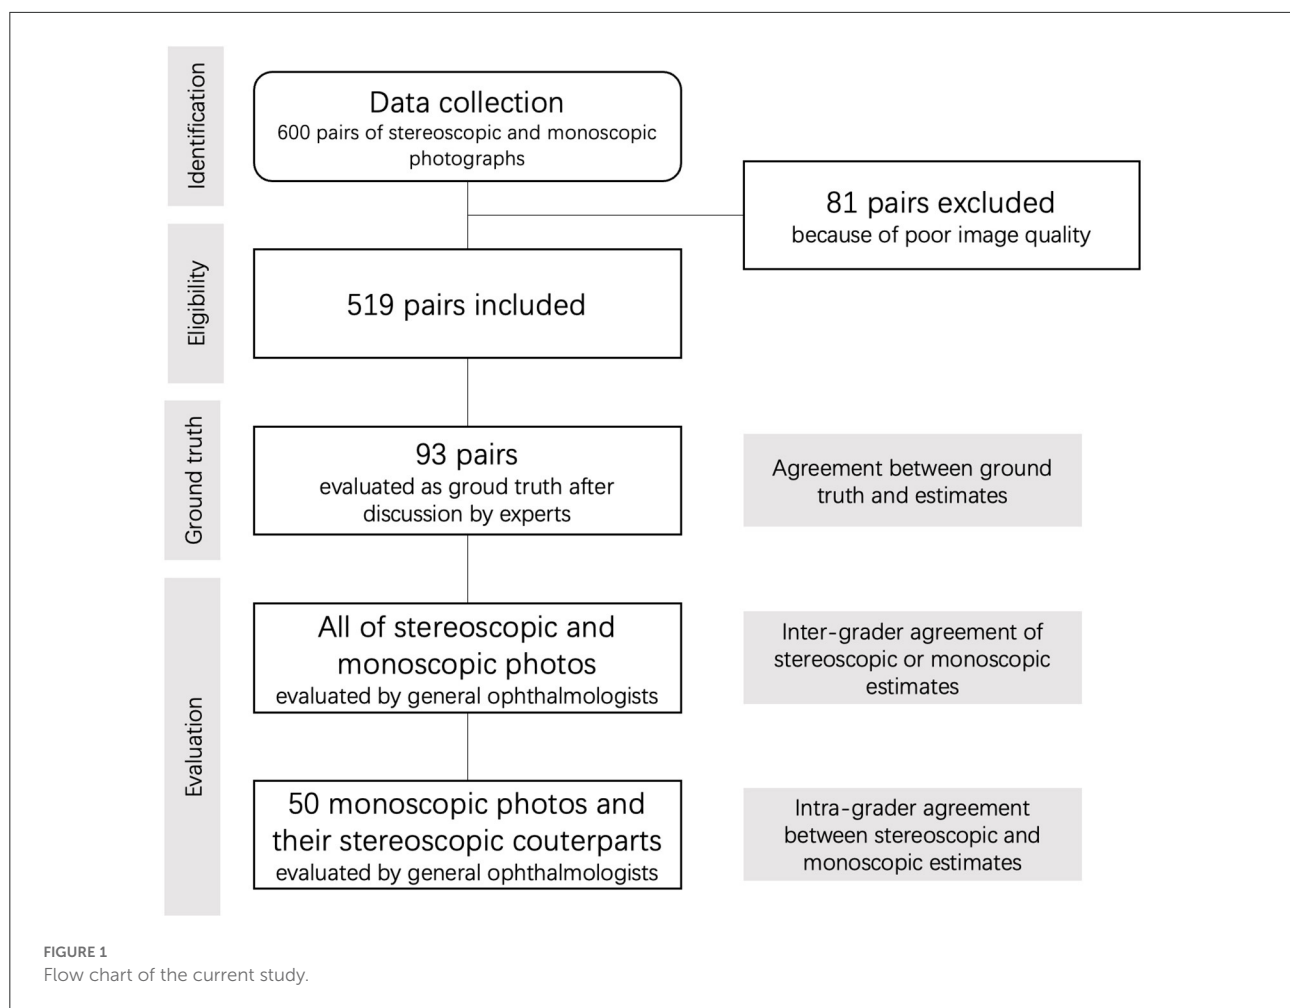 Identification
Data collection
600 pairs of stereoscopic and monoscopic
photographs
81 pairs excluded
because of poor image quality
Eligibility
519 pairs included
Ground truth
93 pairs
evaluated as groud truth after
discussion by experts
Agreement between ground
truth and estimates
Evaluation
All of stereoscopic and
monoscopic photos
evaluated by general ophthalmologists
Inter-grader agreement of
stereoscopic or monoscopic
estimates
50 monoscopic photos and
their stereoscopic couterparts
evaluated by general ophthalmologists
Intra-grader agreement
between stereoscopic and
monoscopic estimates
FIGURE 1
Flow chart of the current study.